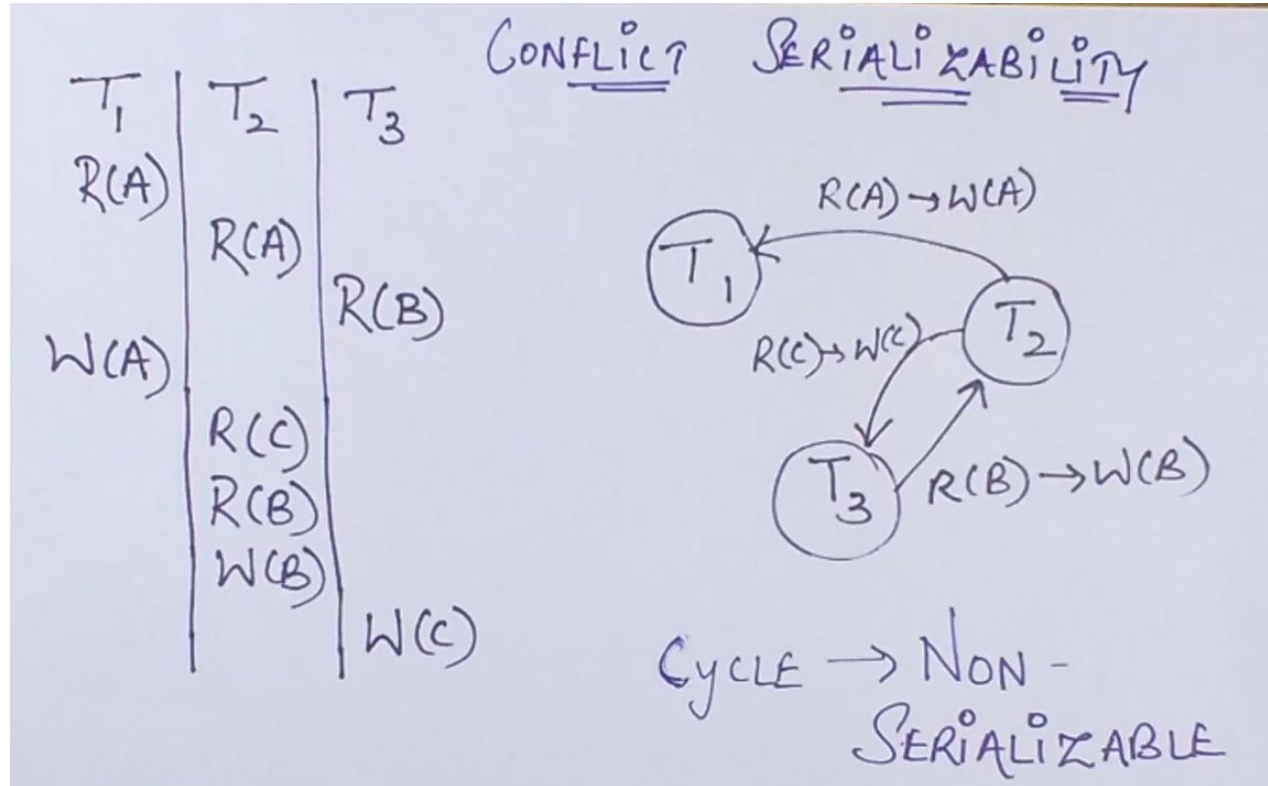 CONFLICT SERIALIZABILITY
T1 T2 T3
R(A)
R(A)
R(B)
W(A)
R(C)
R(B)
W(B)
W(C)
R(A)→W(A)
T1
T2
R(C)→W(C)
T3
R(B)→W(B)
CYCLE → NON-
SERIALIZABLE